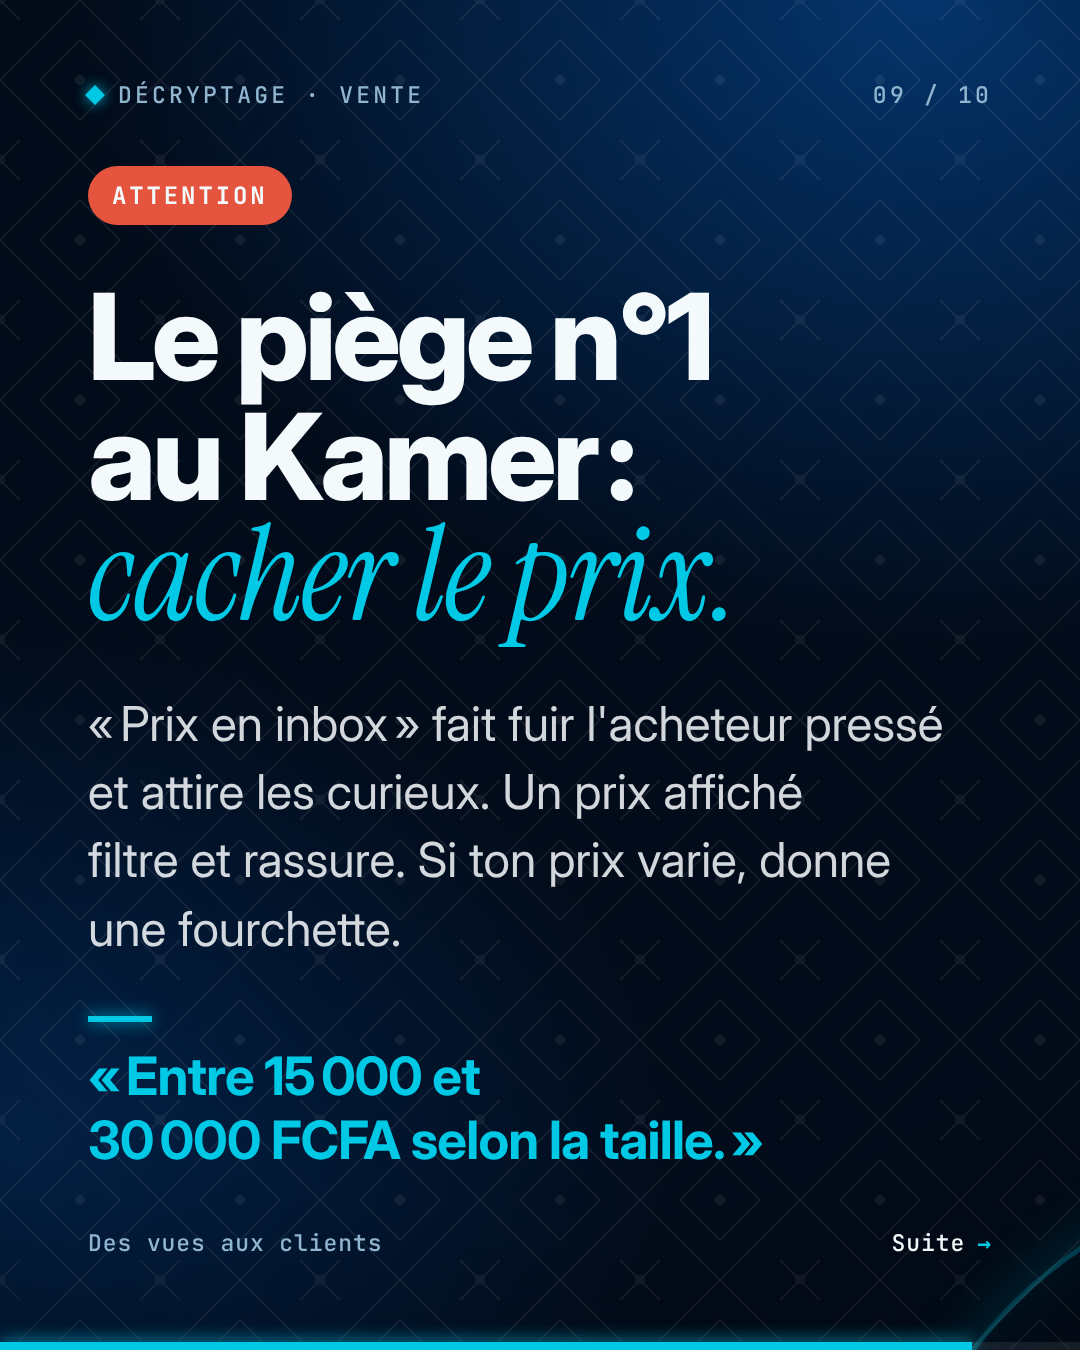 DÉCRYPTAGE · VENTE
09 / 10
ATTENTION
Le piège n°1
au Kamer :
cacher le prix.
« Prix en inbox » fait fuir l'acheteur pressé
et attire les curieux. Un prix affiché
filtre et rassure. Si ton prix varie, donne
une fourchette.
« Entre 15 000 et
30 000 FCFA selon la taille. »
Des vues aux clients
Suite →